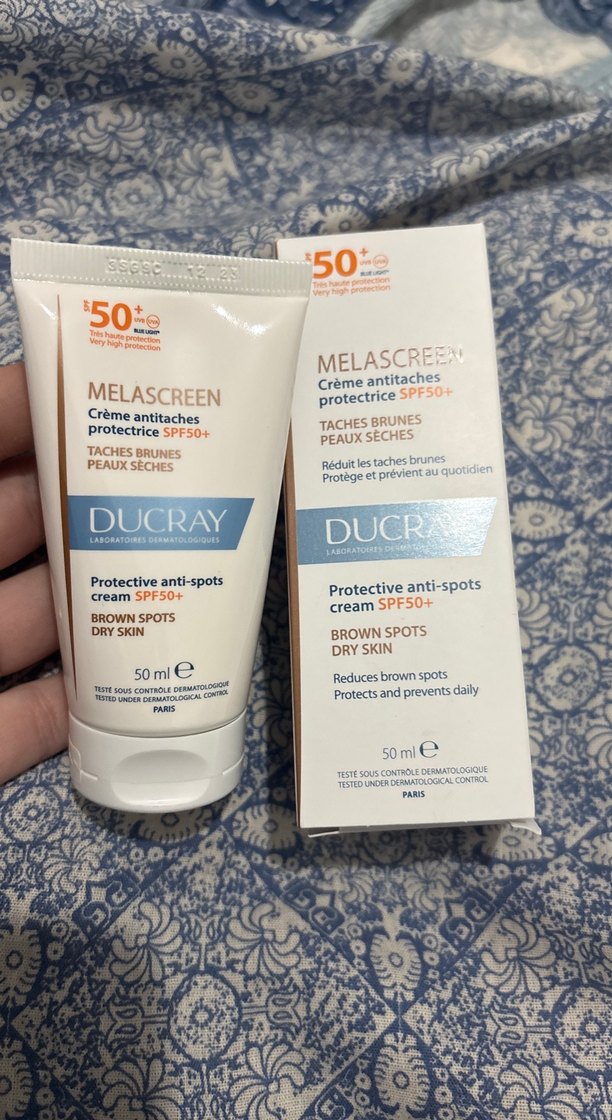 SPF 50+ UVB UVA
BLUE LIGHT*
Très haute protection
Very high protection
MELASCREEN
Crème antitaches
protectrice SPF50+
TACHES BRUNES
PEAUX SÈCHES
DUCRAY
LABORATOIRES DERMATOLOGIQUES
Protective anti-spots
cream SPF50+
BROWN SPOTS
DRY SKIN
50 ml e
TESTÉ SOUS CONTRÔLE DERMATOLOGIQUE
TESTED UNDER DERMATOLOGICAL CONTROL
PARIS
50+ UVB UVA
BLUE LIGHT*
Très haute protection
Very high protection
MELASCREEN
Crème antitaches
protectrice SPF50+
TACHES BRUNES
PEAUX SÈCHES
Réduit les taches brunes
Protège et prévient au quotidien
DUCRAY
LABORATOIRES DERMATOLOGIQUES
Protective anti-spots
cream SPF50+
BROWN SPOTS
DRY SKIN
Reduces brown spots
Protects and prevents daily
50 ml e
TESTÉ SOUS CONTRÔLE DERMATOLOGIQUE
TESTED UNDER DERMATOLOGICAL CONTROL
PARIS